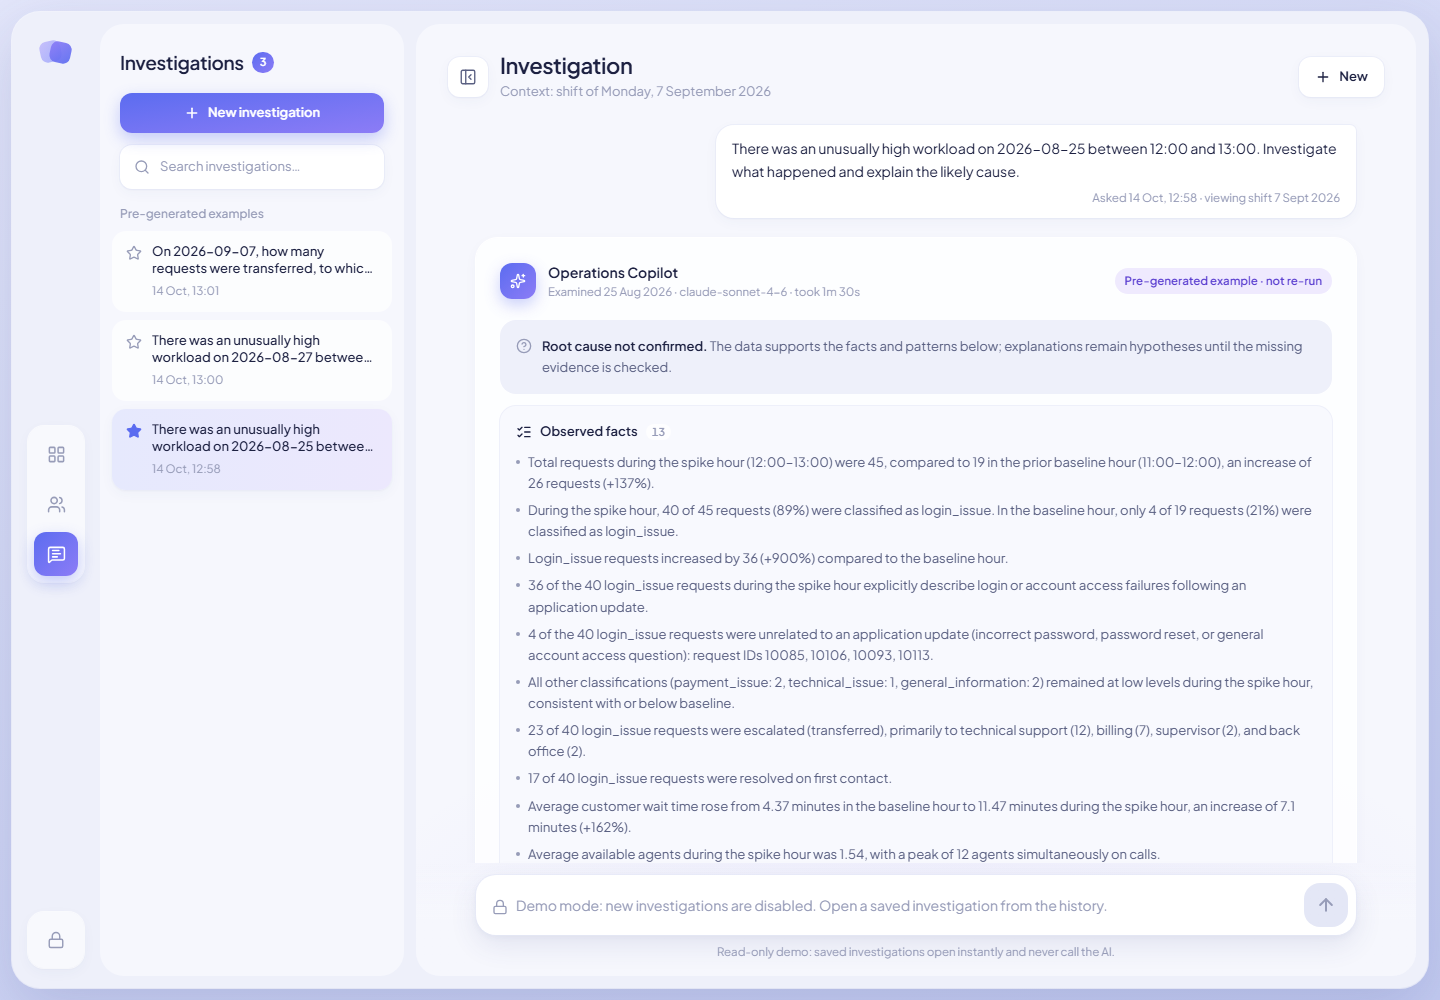 Investigations 3
New investigation
Search investigations...
Pre-generated examples
On 2026-09-07, how many
requests were transferred, to whic...
14 Oct, 13:01
There was an unusually high
workload on 2026-08-27 betwee...
14 Oct, 13:00
There was an unusually high
workload on 2026-08-25 betwee...
14 Oct, 12:58
Investigation
Context: shift of Monday, 7 September 2026
New
There was an unusually high workload on 2026-08-25 between 12:00 and 13:00. Investigate
what happened and explain the likely cause.
Asked 14 Oct, 12:58 · viewing shift 7 Sept 2026
Operations Copilot
Examined 25 Aug 2026 · claude-sonnet-4-6 · took 1m 30s
Pre-generated example · not re-run
Root cause not confirmed. The data supports the facts and patterns below; explanations remain hypotheses until the missing
evidence is checked.
Observed facts 13
• Total requests during the spike hour (12:00-13:00) were 45, compared to 19 in the prior baseline hour (11:00-12:00), an increase of
26 requests (+137%).
• During the spike hour, 40 of 45 requests (89%) were classified as login_issue. In the baseline hour, only 4 of 19 requests (21%) were
classified as login_issue.
• Login_issue requests increased by 36 (+900%) compared to the baseline hour.
• 36 of the 40 login_issue requests during the spike hour explicitly describe login or account access failures following an
application update.
• 4 of the 40 login_issue requests were unrelated to an application update (incorrect password, password reset, or general
account access question): request IDs 10085, 10106, 10093, 10113.
• All other classifications (payment_issue: 2, technical_issue: 1, general_information: 2) remained at low levels during the spike hour,
consistent with or below baseline.
• 23 of 40 login_issue requests were escalated (transferred), primarily to technical support (12), billing (7), supervisor (2), and back
office (2).
• 17 of 40 login_issue requests were resolved on first contact.
• Average customer wait time rose from 4.37 minutes in the baseline hour to 11.47 minutes during the spike hour, an increase of 7.1
minutes (+162%).
• Average available agents during the spike hour was 1.54, with a peak of 12 agents simultaneously on calls.
Demo mode: new investigations are disabled. Open a saved investigation from the history.
Read-only demo: saved investigations open instantly and never call the AI.